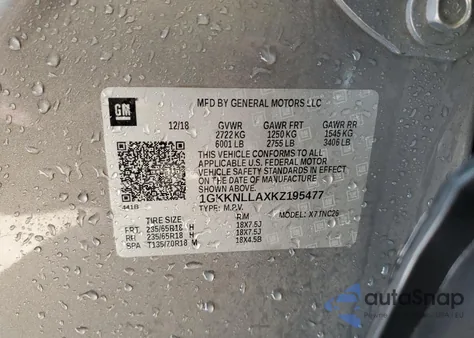 GM
MFD BY GENERAL MOTORS LLC
12/18 GVWR GAWR FRT GAWR RR
2722 KG 1250 KG 1545 KG
6001 LB 2755 LB 3406 LB
THIS VEHICLE CONFORMS TO ALL
APPLICABLE U.S. FEDERAL MOTOR
VEHICLE SAFETY STANDARDS IN EFFECT
ON THE DATE OF MANUFACTURE
SHOWN ABOVE.
1GKKNLLAXKZ195477
TYPE: M.P.V. MODEL: X7TNC26
441B
TIRE SIZE RIM
FRT: 235/65R18 H 18X7.5J
RR: 235/65R18 H 18X7.5J
SPA: T135/70R18 M 18X4.5B
autoSnap